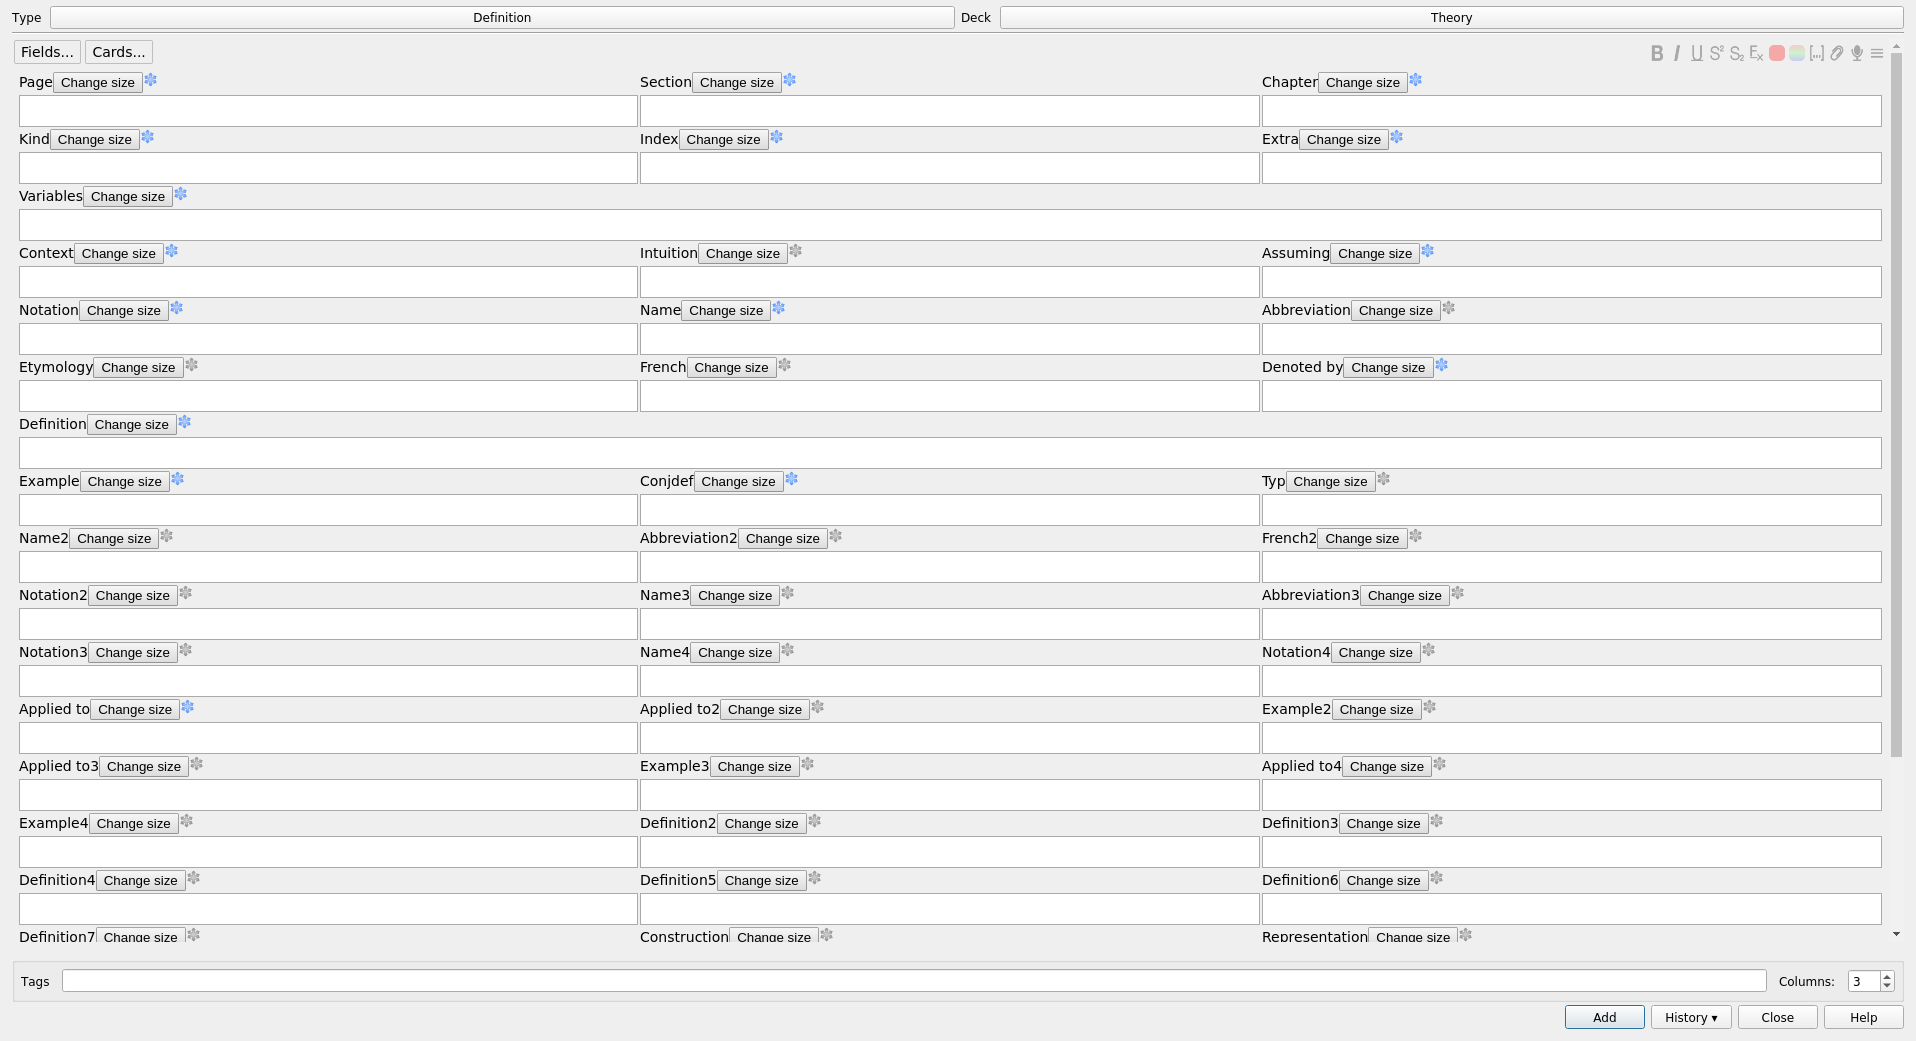 Type Definition Deck Theory
Fields... Cards... B I U S² S₂ Eₓ [...]
Page Change size Section Change size Chapter Change size
Kind Change size Index Change size Extra Change size
Variables Change size
Context Change size Intuition Change size Assuming Change size
Notation Change size Name Change size Abbreviation Change size
Etymology Change size French Change size Denoted by Change size
Definition Change size
Example Change size Conjdef Change size Typ Change size
Name2 Change size Abbreviation2 Change size French2 Change size
Notation2 Change size Name3 Change size Abbreviation3 Change size
Notation3 Change size Name4 Change size Notation4 Change size
Applied to Change size Applied to2 Change size Example2 Change size
Applied to3 Change size Example3 Change size Applied to4 Change size
Example4 Change size Definition2 Change size Definition3 Change size
Definition4 Change size Definition5 Change size Definition6 Change size
Definition7 Change size Construction Change size Representation Change size
Tags Columns: 3
Add History ▾ Close Help